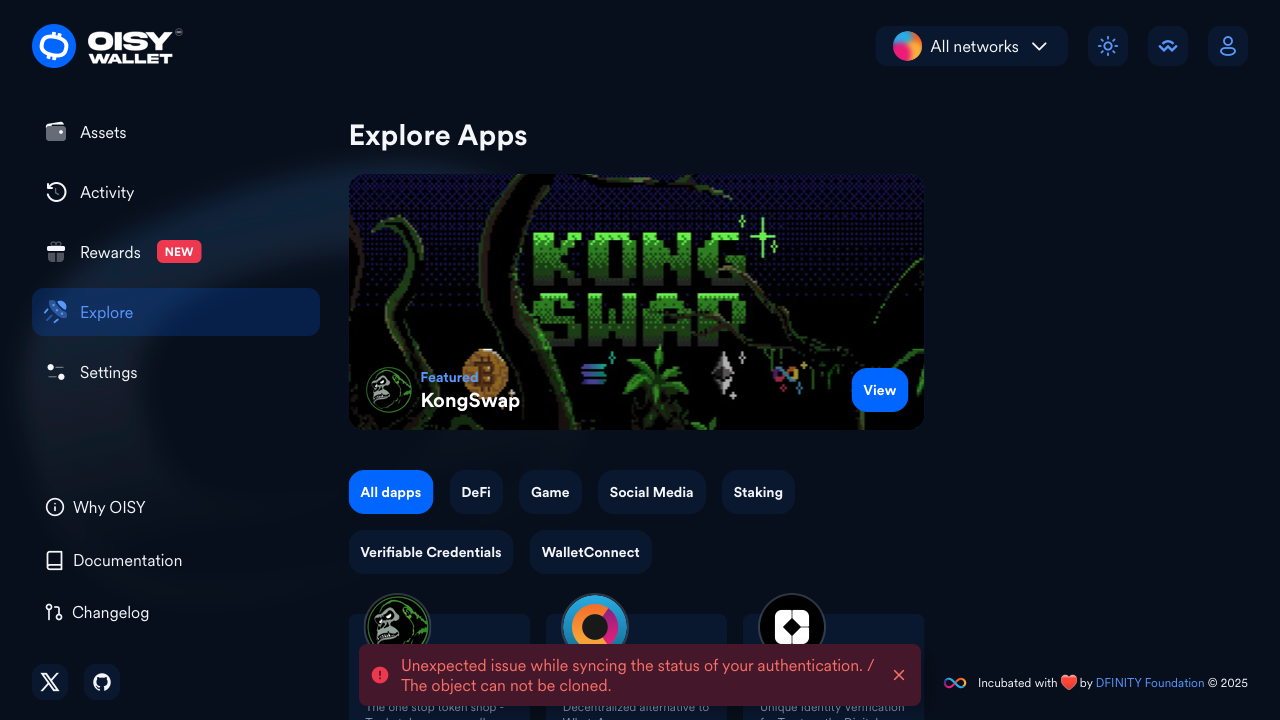 OISY
WALLET
All networks
Assets
Activity
Rewards NEW
Explore
Settings
Why OISY
Documentation
Changelog
Explore Apps
KONG
SWAP
Featured
KongSwap
View
All dapps
DeFi
Game
Social Media
Staking
Verifiable Credentials
WalletConnect
The one stop token shop -
Decentralized alternative to
Unique Identity Verification
Unexpected issue while syncing the status of your authentication. /
The object can not be cloned.
Incubated with ❤️ by DFINITY Foundation © 2025